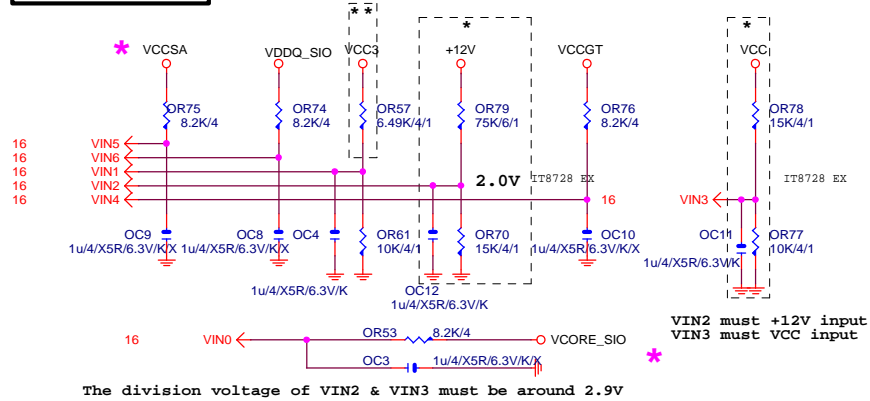 * *
*
*
* VCCSA
VDDQ_SIO
VCC3
+12V
VCCGT
VCC
OR75
8.2K/4
OR74
8.2K/4
OR57
6.49K/4/1
OR79
75K/6/1
OR76
8.2K/4
OR78
15K/4/1
16 VIN5
16 VIN6
16 VIN1
16 VIN2
16 VIN4
2.0V
IT8728 EX
IT8728 EX
16
VIN3
OC9
1u/4/X5R/6.3V/K/X
OC8
1u/4/X5R/6.3V/K/X
OC4
1u/4/X5R/6.3V/K
OR61
10K/4/1
OC12
1u/4/X5R/6.3V/K
OR70
15K/4/1
OC10
1u/4/X5R/6.3V/K/X
OC11
1u/4/X5R/6.3V/K
OR77
10K/4/1
VIN2 must +12V input
VIN3 must VCC input
16 VIN0
OR53 8.2K/4
VCORE_SIO
OC3 1u/4/X5R/6.3V/K/X
*
The division voltage of VIN2 & VIN3 must be around 2.9V